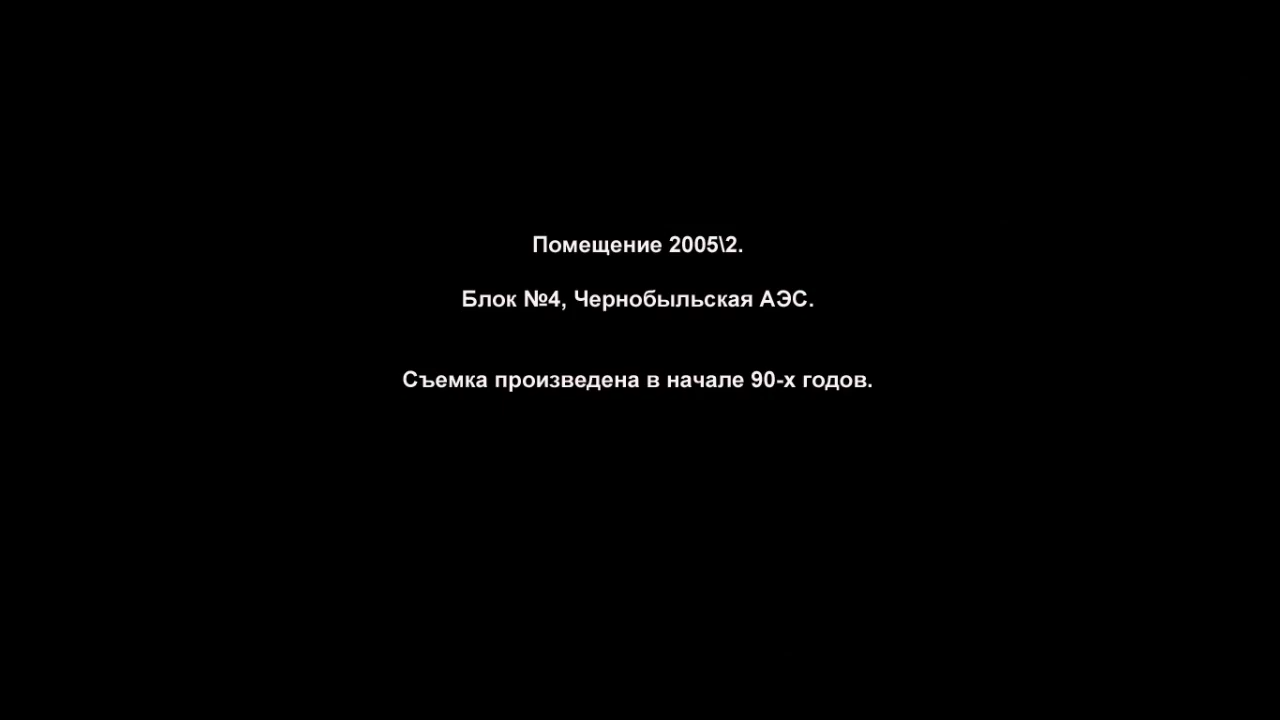 Помещение 2005\2.
Блок №4, Чернобыльская АЭС.
Съемка произведена в начале 90-х годов.